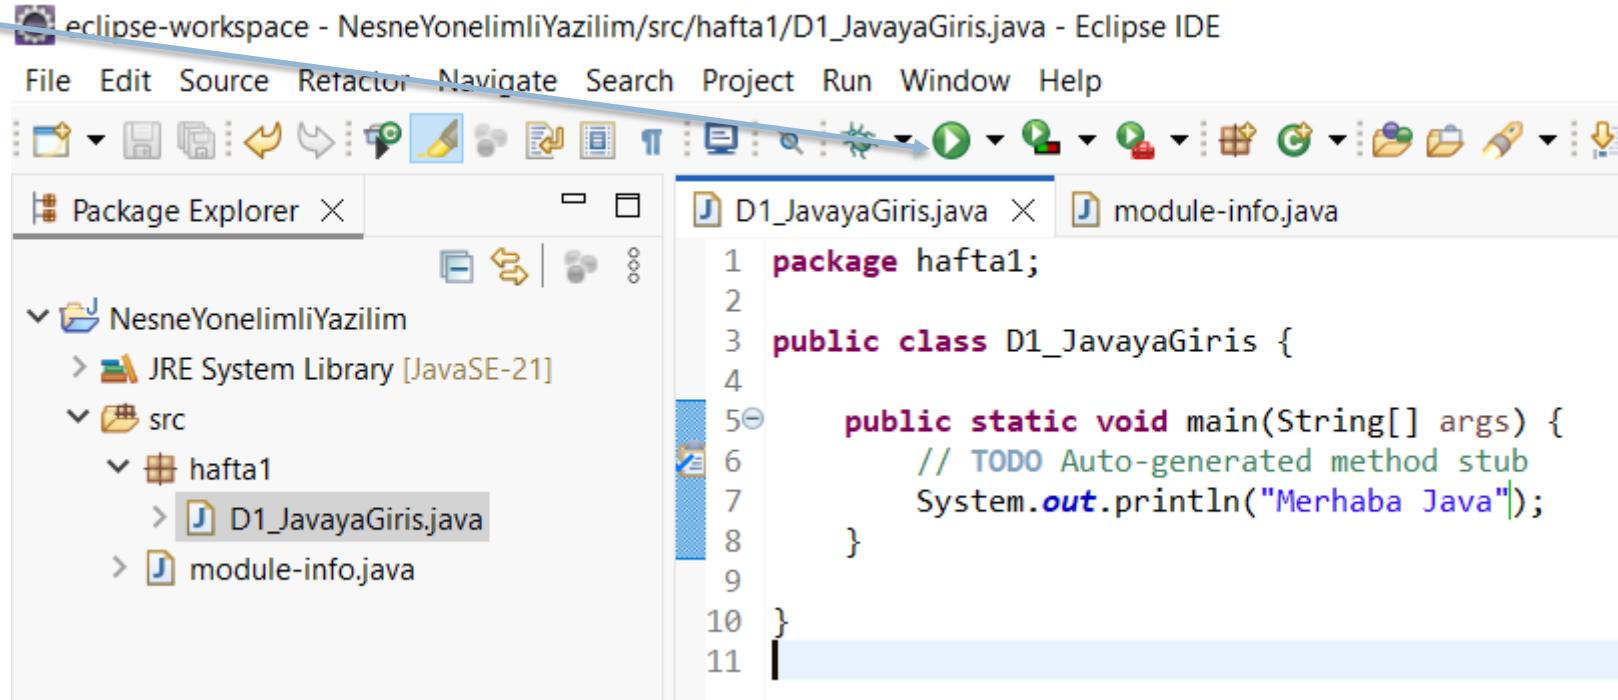 eclipse-workspace - NesneYonelimliYazilim/src/hafta1/D1_JavayaGiris.java - Eclipse IDE
File Edit Source Refactor Navigate Search Project Run Window Help
Package Explorer
NesneYonelimliYazilim
JRE System Library [JavaSE-21]
src
hafta1
D1_JavayaGiris.java
module-info.java
D1_JavayaGiris.java module-info.java
1 package hafta1;
2
3 public class D1_JavayaGiris {
4
5 public static void main(String[] args) {
6 // TODO Auto-generated method stub
7 System.out.println("Merhaba Java");
8 }
9
10 }
11